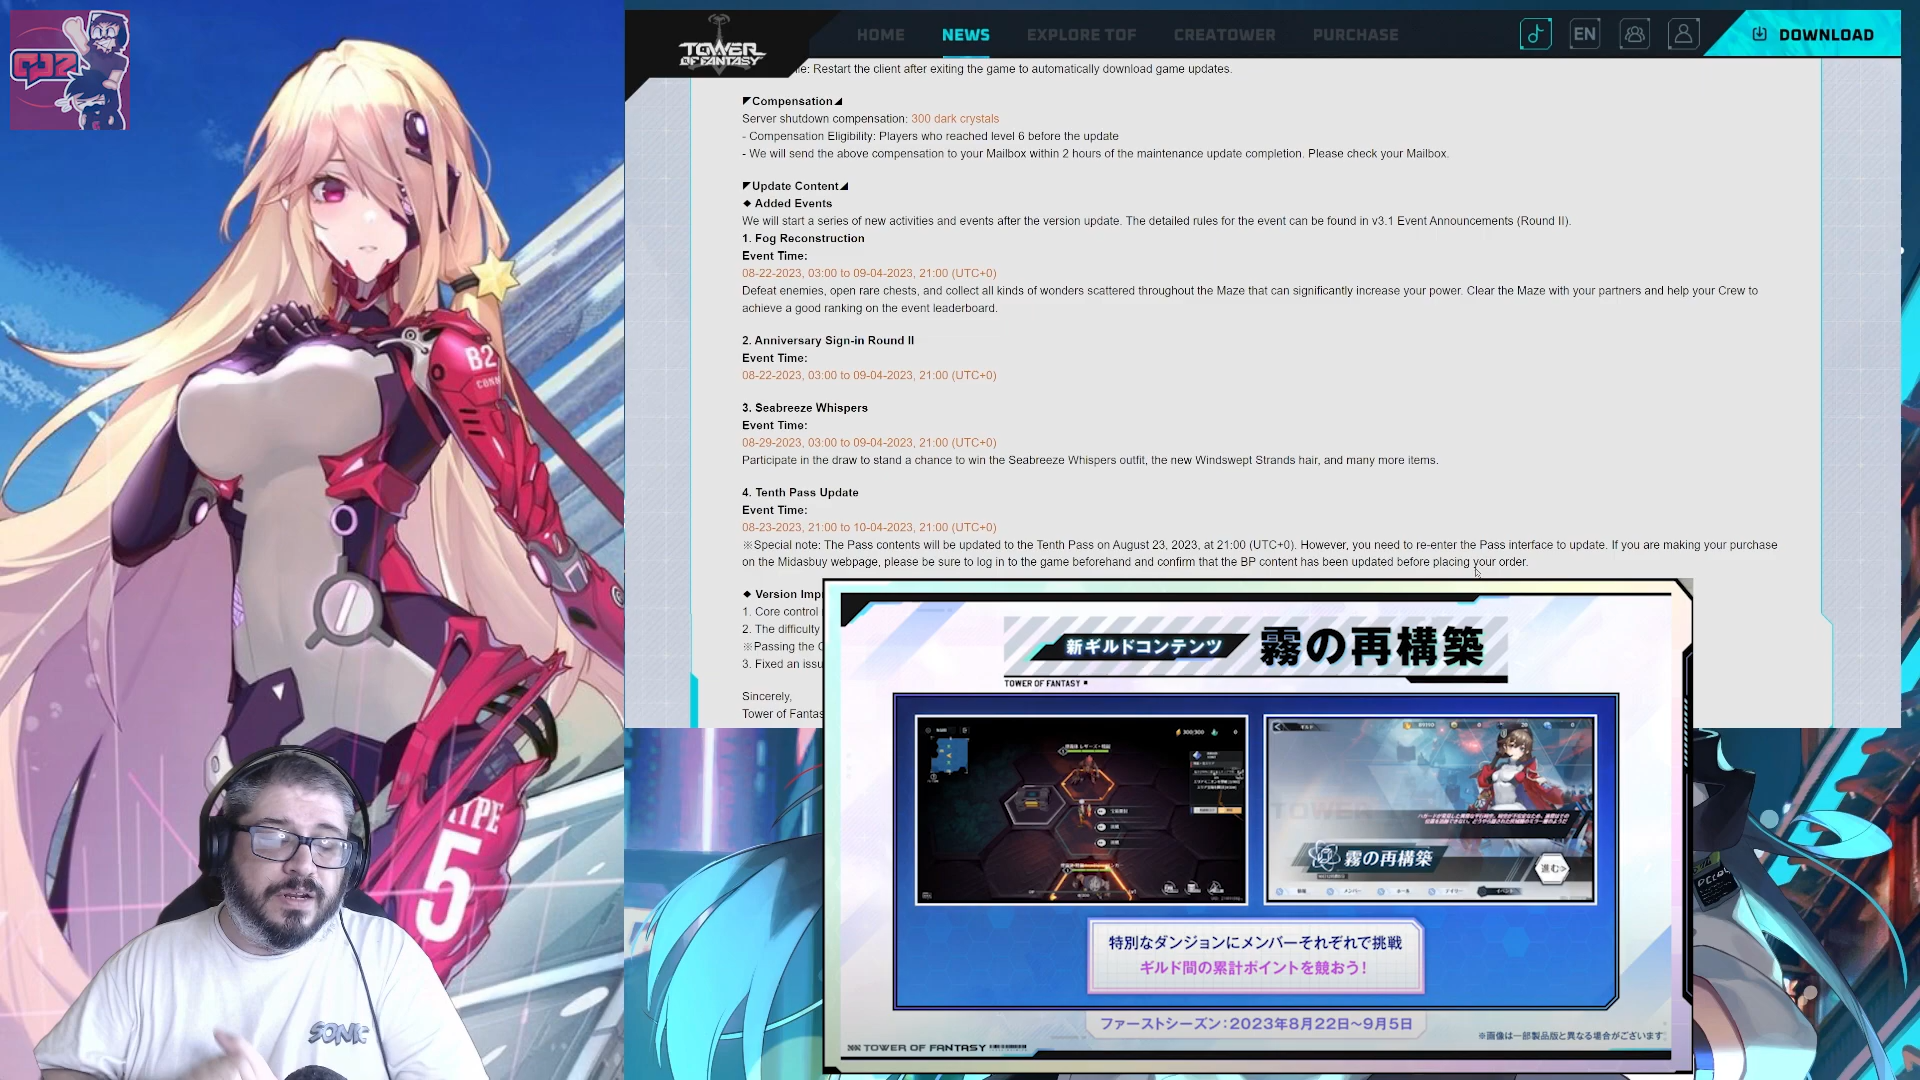 TOWER OF FANTASY
HOME
NEWS
EXPLORE TOF
CREATOWER
PURCHASE
EN
DOWNLOAD
Restart the client after exiting the game to automatically download game updates.
◤Compensation◢
Server shutdown compensation: 300 dark crystals
- Compensation Eligibility: Players who reached level 6 before the update
- We will send the above compensation to your Mailbox within 2 hours of the maintenance update completion. Please check your Mailbox.
◤Update Content◢
◆ Added Events
We will start a series of new activities and events after the version update. The detailed rules for the event can be found in v3.1 Event Announcements (Round II).
1. Fog Reconstruction
Event Time:
08-22-2023, 03:00 to 09-04-2023, 21:00 (UTC+0)
Defeat enemies, open rare chests, and collect all kinds of wonders scattered throughout the Maze that can significantly increase your power. Clear the Maze with your partners and help your Crew to
achieve a good ranking on the event leaderboard.
2. Anniversary Sign-in Round II
Event Time:
08-22-2023, 03:00 to 09-04-2023, 21:00 (UTC+0)
3. Seabreeze Whispers
Event Time:
08-29-2023, 03:00 to 09-04-2023, 21:00 (UTC+0)
Participate in the draw to stand a chance to win the Seabreeze Whispers outfit, the new Windswept Strands hair, and many more items.
4. Tenth Pass Update
Event Time:
08-23-2023, 21:00 to 10-04-2023, 21:00 (UTC+0)
※Special note: The Pass contents will be updated to the Tenth Pass on August 23, 2023, at 21:00 (UTC+0). However, you need to re-enter the Pass interface to update. If you are making your purchase
on the Midasbuy webpage, please be sure to log in to the game beforehand and confirm that the BP content has been updated before placing your order.
◆ Version Imp
1. Core control
2. The difficulty
※Passing the
3. Fixed an issu
Sincerely,
Tower of Fantas
新ギルドコンテンツ 霧の再構築
TOWER OF FANTASY
300/300
霧の再構築
進む>
特別なダンジョンにメンバーそれぞれで挑戦
ギルド間の累計ポイントを競おう！
ファーストシーズン：2023年8月22日〜9月5日
※画像は一部製品版と異なる場合がございます
TOWER OF FANTASY
B2
HYPE
5
SONIC